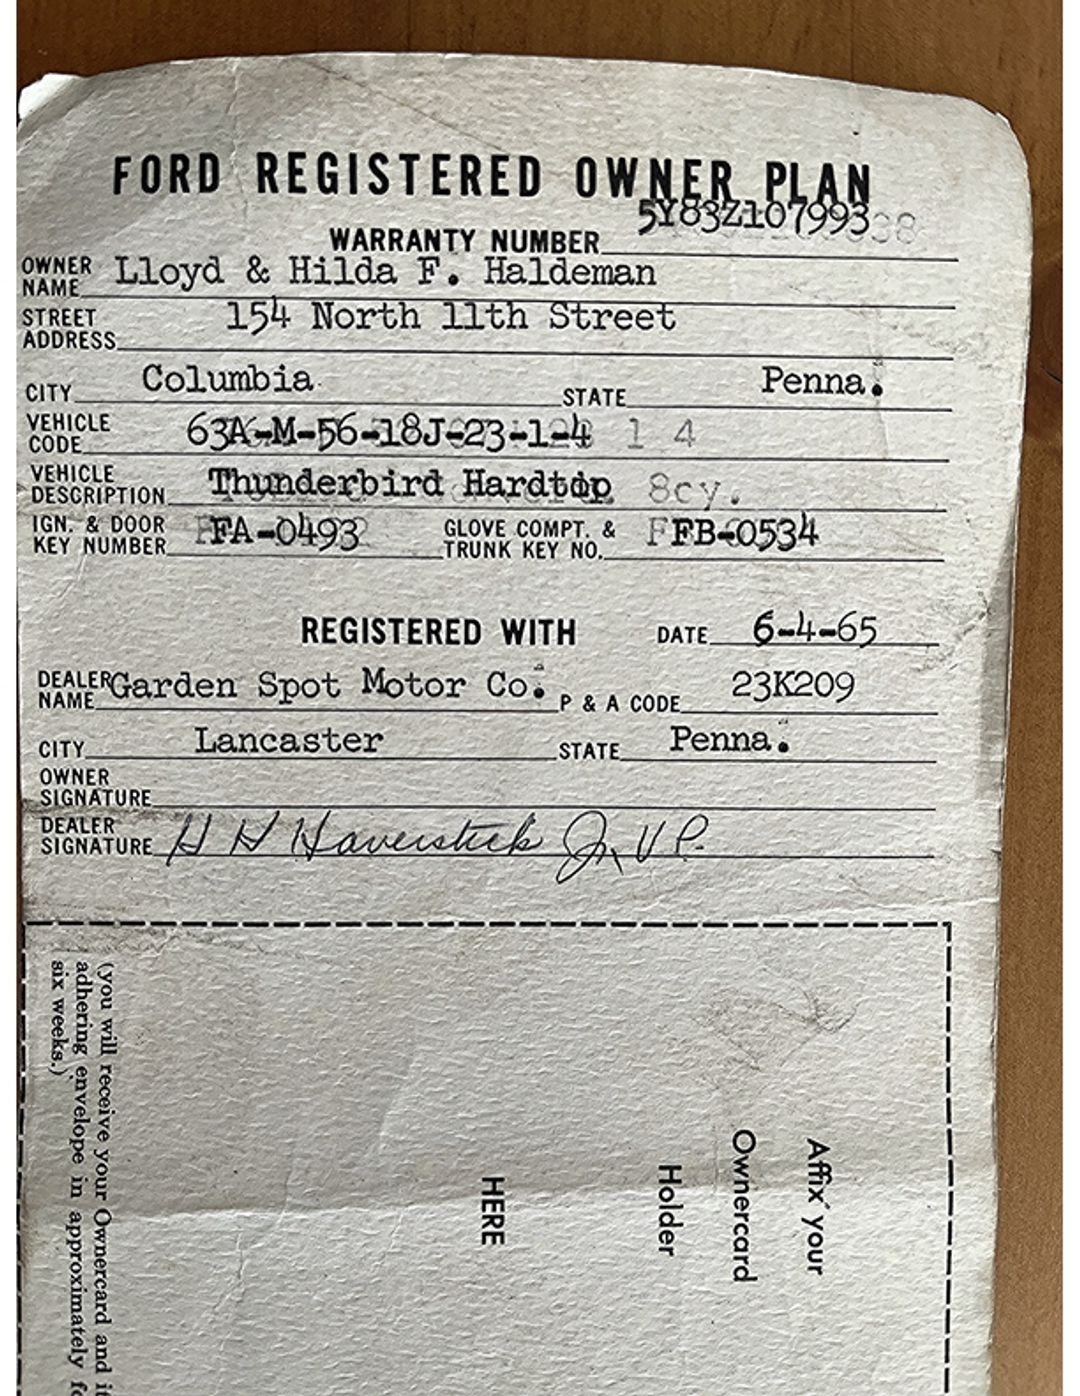 FORD REGISTERED OWNER PLAN
WARRANTY NUMBER 5Y83Z107993
OWNER NAME Lloyd & Hilda F. Haldeman
STREET ADDRESS 154 North 11th Street
CITY Columbia STATE Penna.
VEHICLE CODE 63A-M-56-18J-23-1-4 1 4
VEHICLE DESCRIPTION Thunderbird Hardtop 8cy.
IGN. & DOOR KEY NUMBER FA-0493 GLOVE COMPT. & TRUNK KEY NO. FB-0534
REGISTERED WITH DATE 6-4-65
DEALER NAME Garden Spot Motor Co. P & A CODE 23K209
CITY Lancaster STATE Penna.
OWNER SIGNATURE
DEALER SIGNATURE H H Haverstick Jr, V P.
Affix your
Ownercard
Holder
HERE
(you will receive your Ownercard and
adhering envelope in approximately
six weeks.)